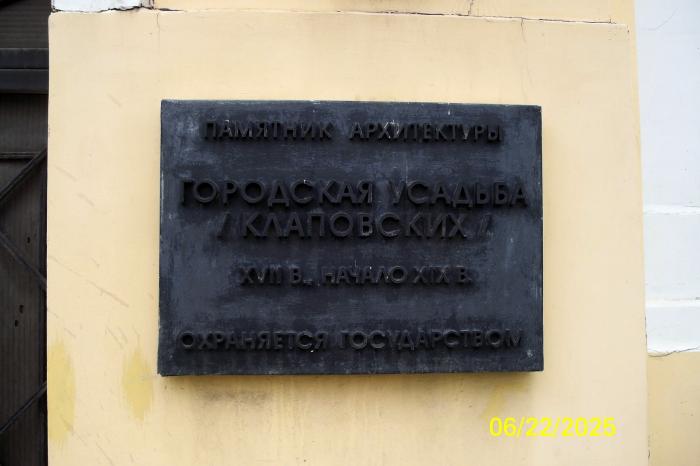 ПАМЯТНИК АРХИТЕКТУРЫ
ГОРОДСКАЯ УСАДЬБА
/КЛАПОВСКИХ/
XVII В., НАЧАЛО XIX В.
ОХРАНЯЕТСЯ ГОСУДАРСТВОМ
06/22/2025